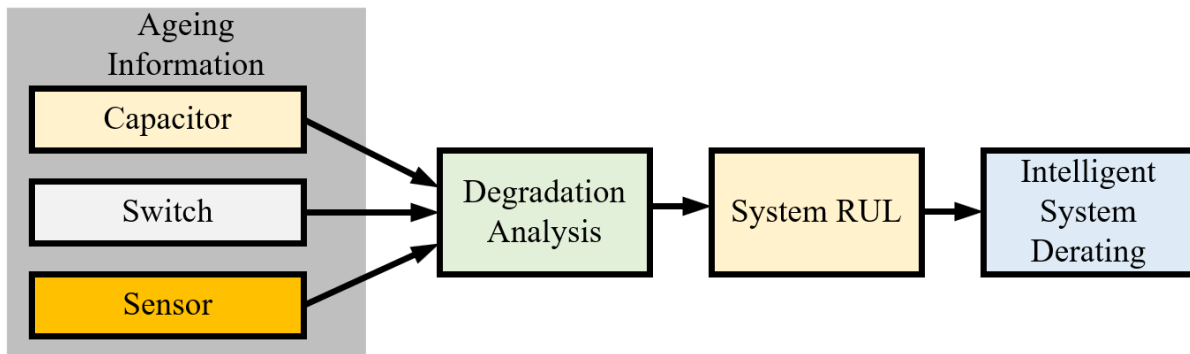 Ageing
Information
Capacitor
Switch
Sensor
Degradation
Analysis
System RUL
Intelligent
System
Derating